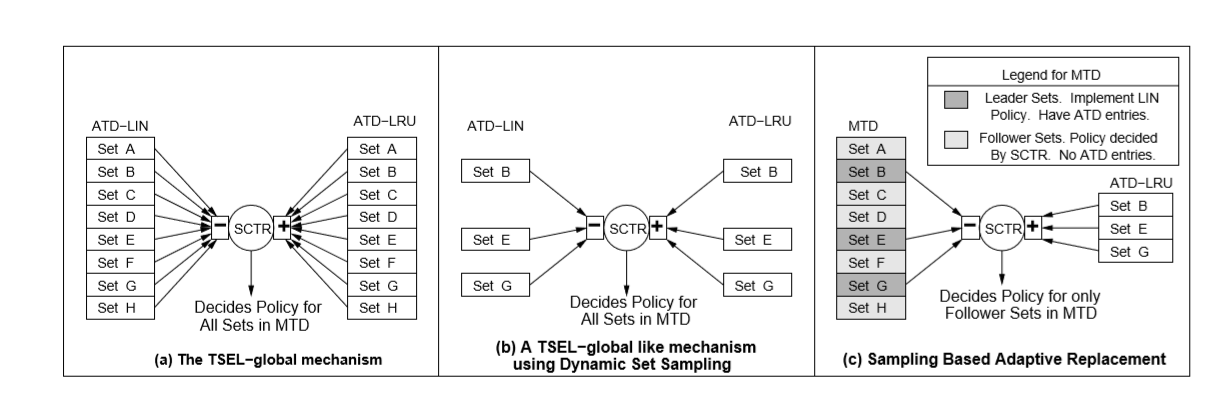 ATD−LIN
ATD−LRU
Set A
Set B
Set C
Set D
Set E
Set F
Set G
Set H
−
SCTR
+
Set A
Set B
Set C
Set D
Set E
Set F
Set G
Set H
Decides Policy for
All Sets in MTD
(a) The TSEL−global mechanism
ATD−LIN
ATD−LRU
Set B
Set E
Set G
−
SCTR
+
Set B
Set E
Set G
Decides Policy for
All Sets in MTD
(b) A TSEL−global like mechanism
using Dynamic Set Sampling
Legend for MTD
Leader Sets. Implement LIN
Policy. Have ATD entries.
Follower Sets. Policy decided
By SCTR. No ATD entries.
MTD
Set A
Set B
Set C
Set D
Set E
Set F
Set G
Set H
−
SCTR
+
ATD−LRU
Set B
Set E
Set G
Decides Policy for only
Follower Sets in MTD
(c) Sampling Based Adaptive Replacement